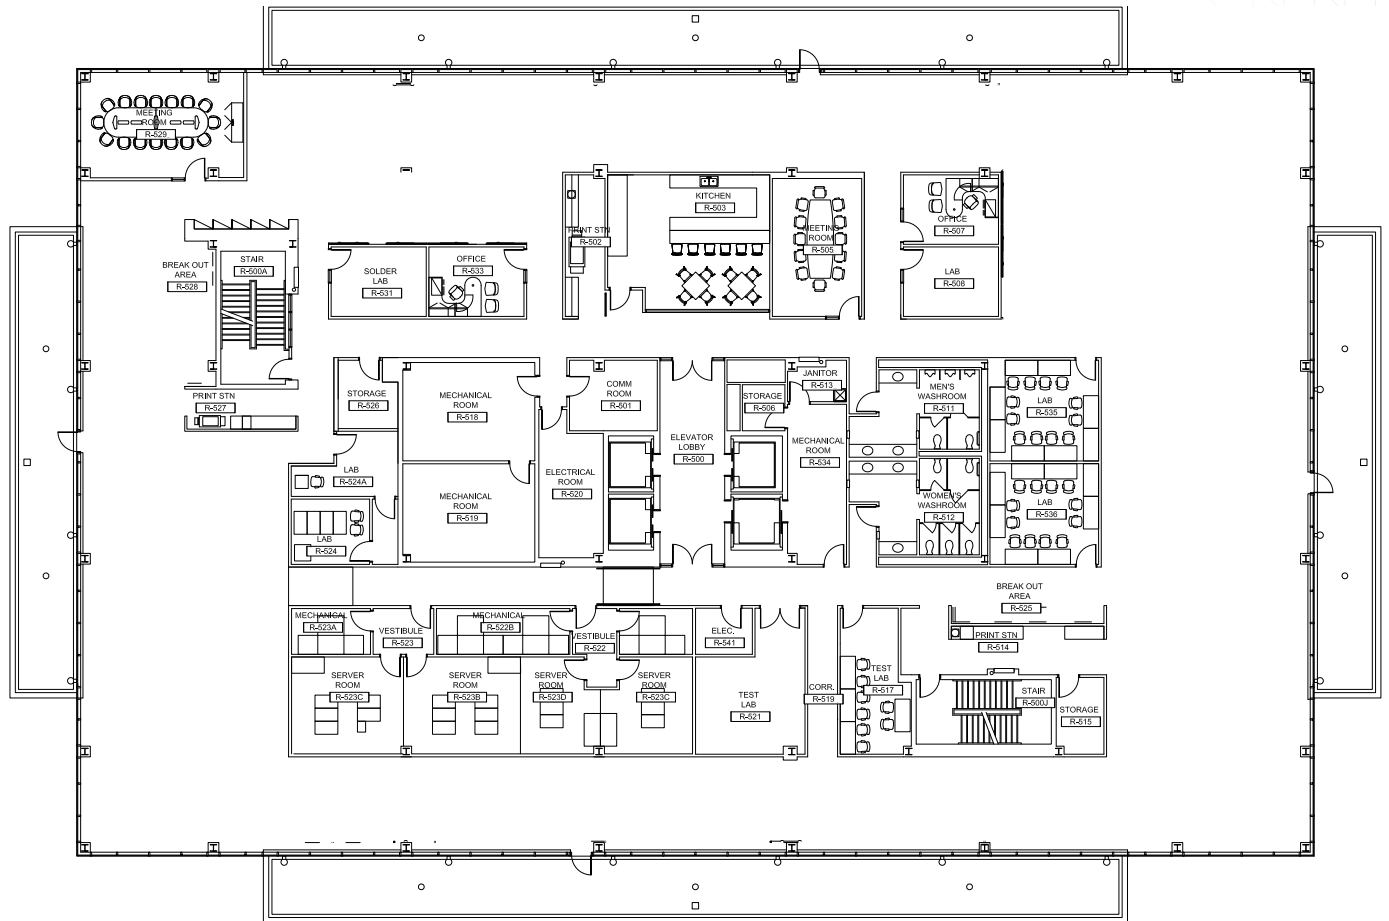 MEETING
ROOM
R-529
KITCHEN
R-503
PRINT STN
R-502
MEETING
ROOM
R-505
OFFICE
R-507
LAB
R-508
BREAK OUT
AREA
R-528
STAIR
R-500A
SOLDER
LAB
R-531
OFFICE
R-533
PRINT STN
R-527
STORAGE
R-526
MECHANICAL
ROOM
R-518
COMM
ROOM
R-501
ELEVATOR
LOBBY
R-500
STORAGE
R-506
JANITOR
R-513
MECHANICAL
ROOM
R-534
MEN'S
WASHROOM
R-511
LAB
R-535
LAB
R-524A
LAB
R-524
MECHANICAL
ROOM
R-519
ELECTRICAL
ROOM
R-520
WOMEN'S
WASHROOM
R-512
LAB
R-536
BREAK OUT
AREA
R-525
MECHANICAL
R-523A
VESTIBULE
R-523
MECHANICAL
R-522B
VESTIBULE
R-522
ELEC.
R-541
PRINT STN
R-514
SERVER
ROOM
R-523C
SERVER
ROOM
R-523B
SERVER
ROOM
R-523D
SERVER
ROOM
R-523C
TEST
LAB
R-521
CORR.
R-519
TEST
LAB
R-517
STAIR
R-500J
STORAGE
R-515